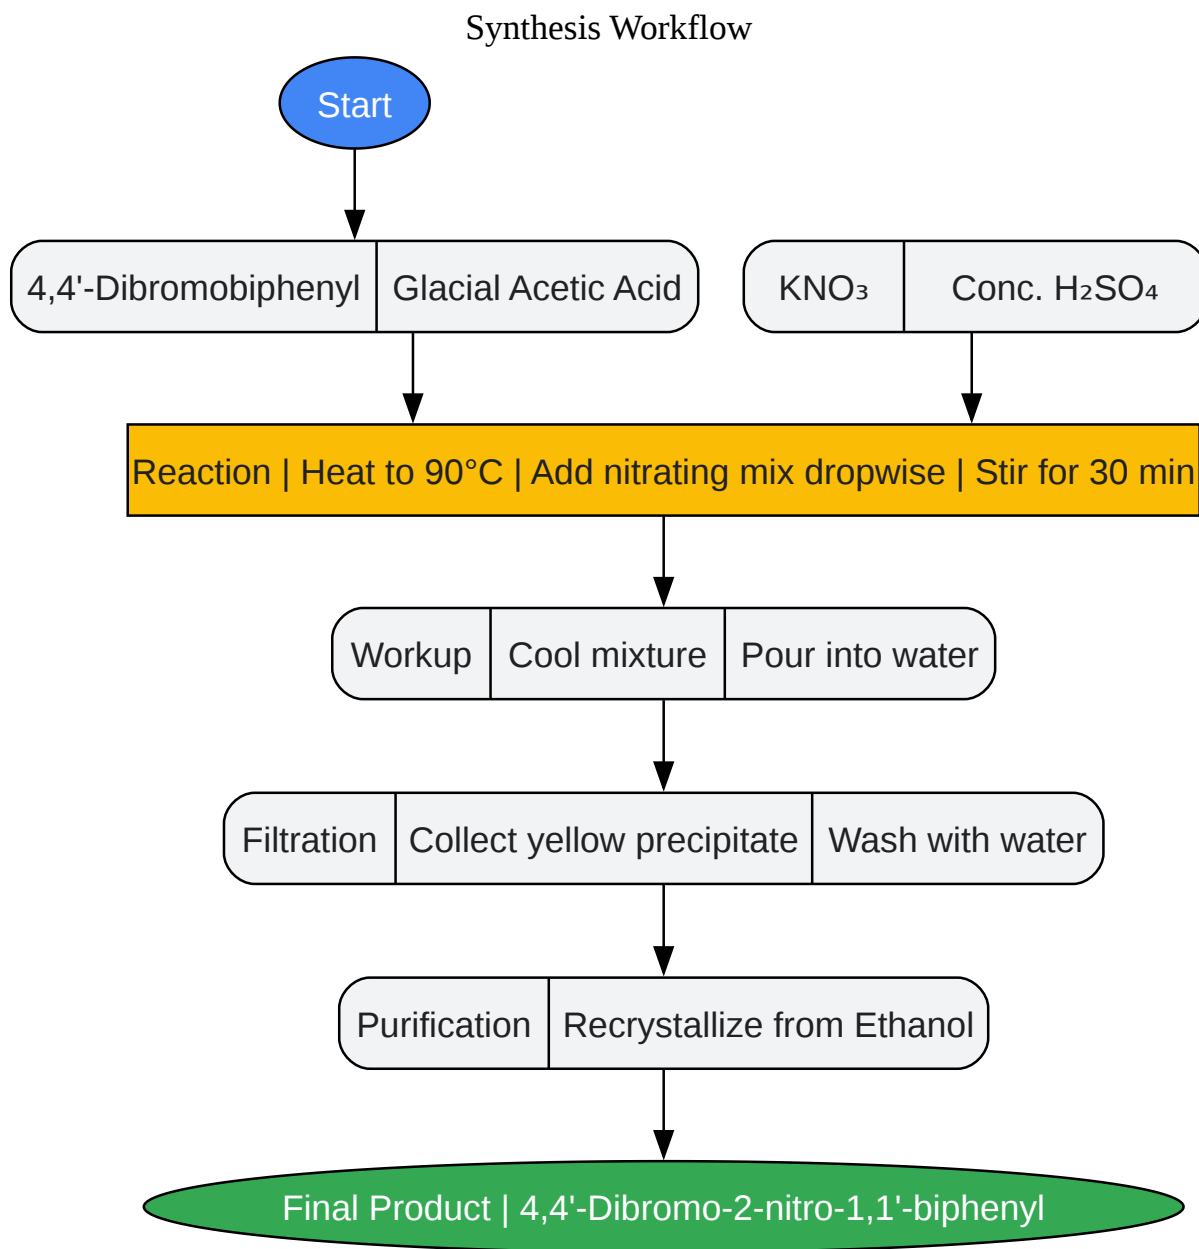 Synthesis Workflow
Start
4,4'-Dibromobiphenyl
Glacial Acetic Acid
KNO₃
Conc. H₂SO₄
Reaction | Heat to 90°C | Add nitrating mix dropwise | Stir for 30 min
Workup
Cool mixture
Pour into water
Filtration
Collect yellow precipitate
Wash with water
Purification
Recrystallize from Ethanol
Final Product | 4,4'-Dibromo-2-nitro-1,1'-biphenyl